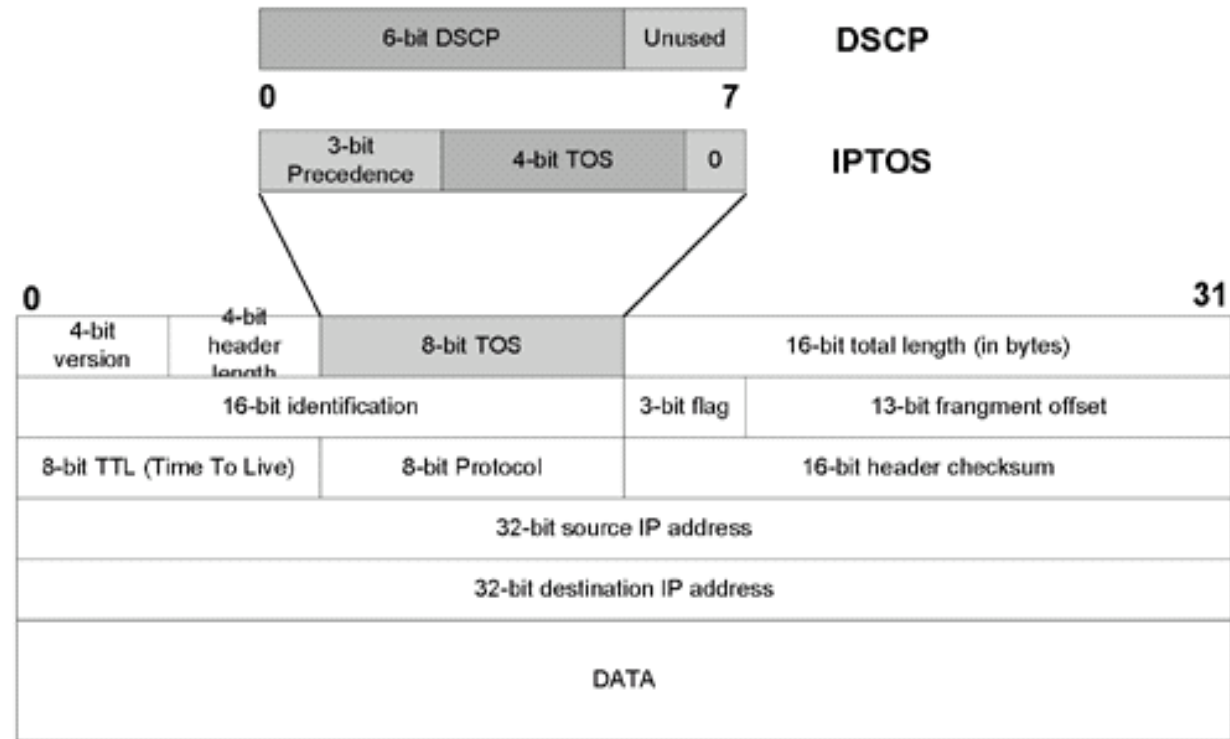 6-bit DSCP Unused DSCP
0 7
3-bit
Precedence 4-bit TOS 0 IPTOS
0 31
4-bit
version
4-bit
header
length
8-bit TOS
16-bit total length (in bytes)
16-bit identification
3-bit flag
13-bit frangment offset
8-bit TTL (Time To Live)
8-bit Protocol
16-bit header checksum
32-bit source IP address
32-bit destination IP address
DATA